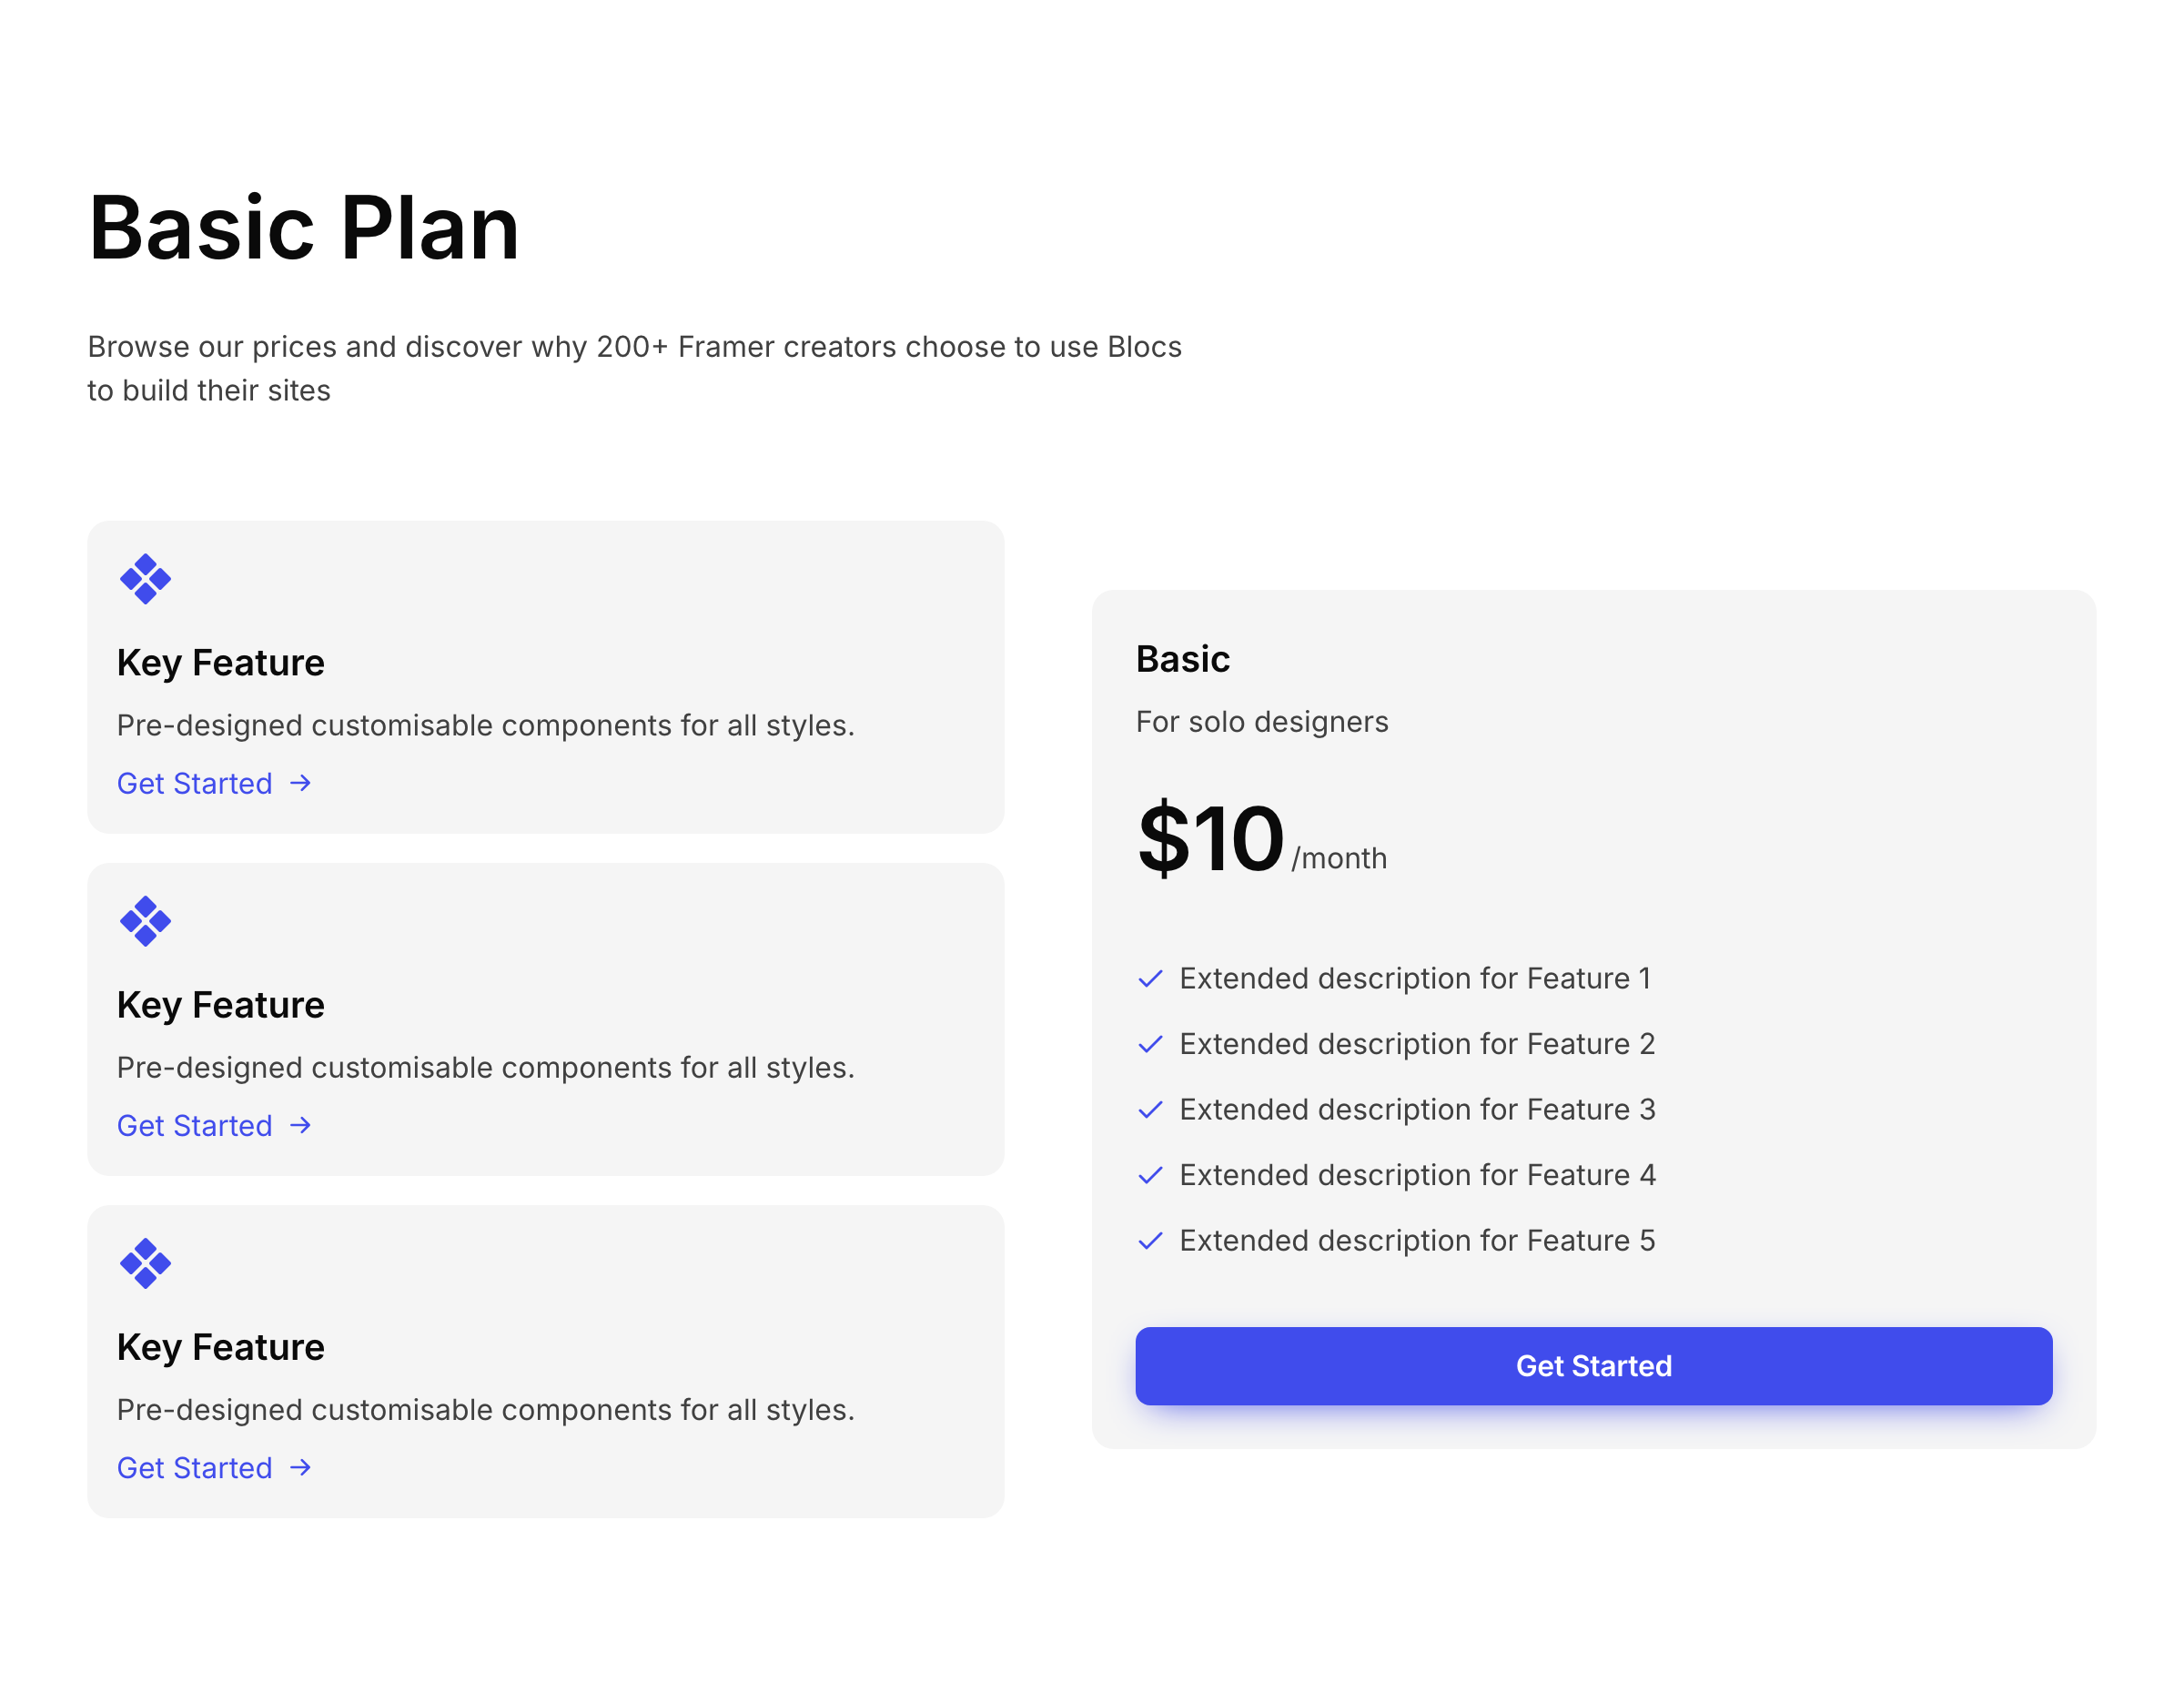 Basic Plan
Browse our prices and discover why 200+ Framer creators choose to use Blocs
to build their sites
Key Feature
Pre-designed customisable components for all styles.
Get Started →
Key Feature
Pre-designed customisable components for all styles.
Get Started →
Key Feature
Pre-designed customisable components for all styles.
Get Started →
Basic
For solo designers
$10 /month
Extended description for Feature 1
Extended description for Feature 2
Extended description for Feature 3
Extended description for Feature 4
Extended description for Feature 5
Get Started